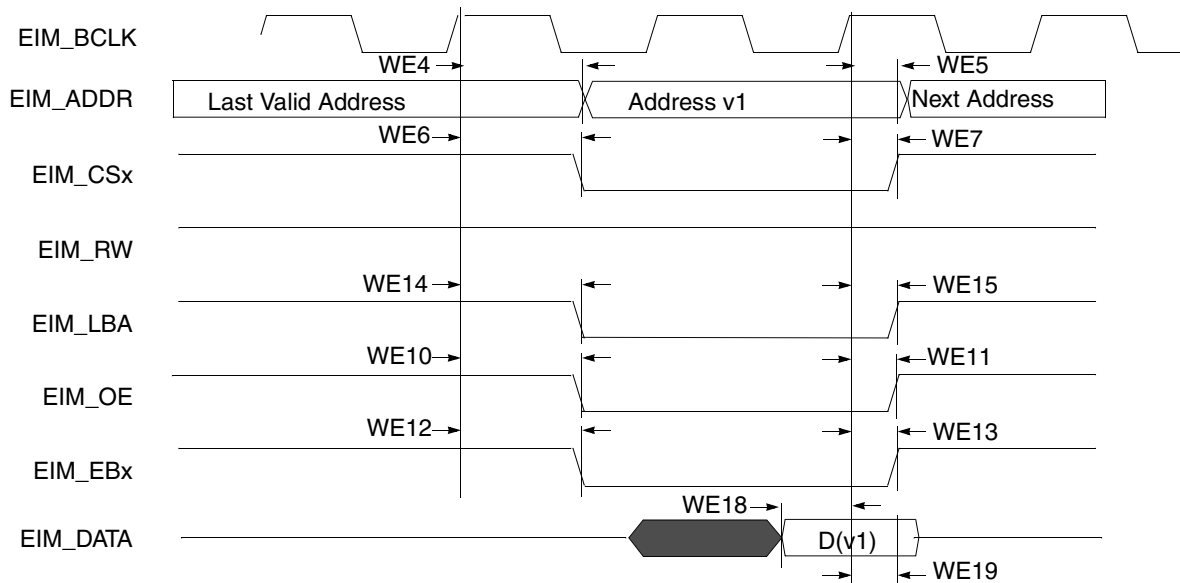 EIM_BCLK
WE4
WE5
EIM_ADDR
Last Valid Address
Address v1
Next Address
WE6
WE7
EIM_CSx
EIM_RW
WE14
WE15
EIM_LBA
WE10
WE11
EIM_OE
WE12
WE13
EIM_EBx
WE18
EIM_DATA
D(v1)
WE19